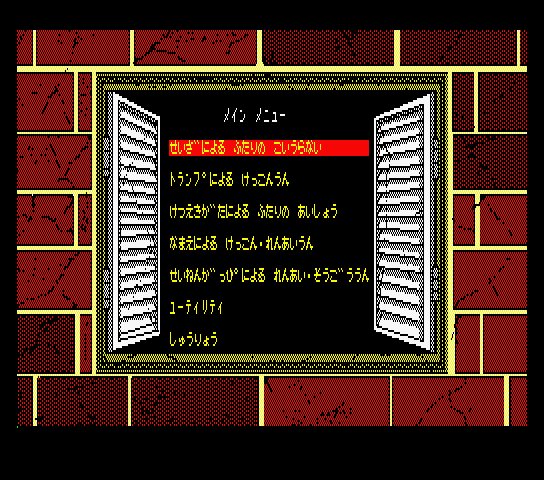 メイン メニュー
せいざによる ふたりの こいうらない
トランプによる けっこんうん
けつえきがたによる ふたりの あいしょう
なまえによる けっこん・れんあいうん
せいねんがっぴによる れんあい・そうごううん
ユーティリティ
しゅうりょう